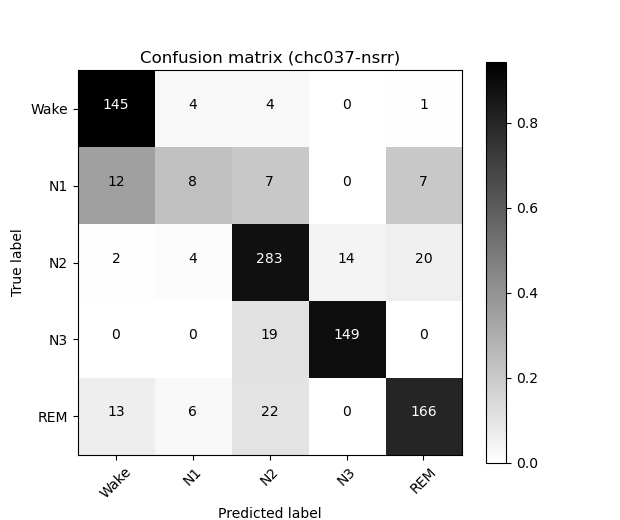 Confusion matrix (chc037-nsrr)
Wake 145 4 4 0 1
N1 12 8 7 0 7
N2 2 4 283 14 20
N3 0 0 19 149 0
REM 13 6 22 0 166
Wake N1 N2 N3 REM
Predicted label
True label
0.8
0.6
0.4
0.2
0.0